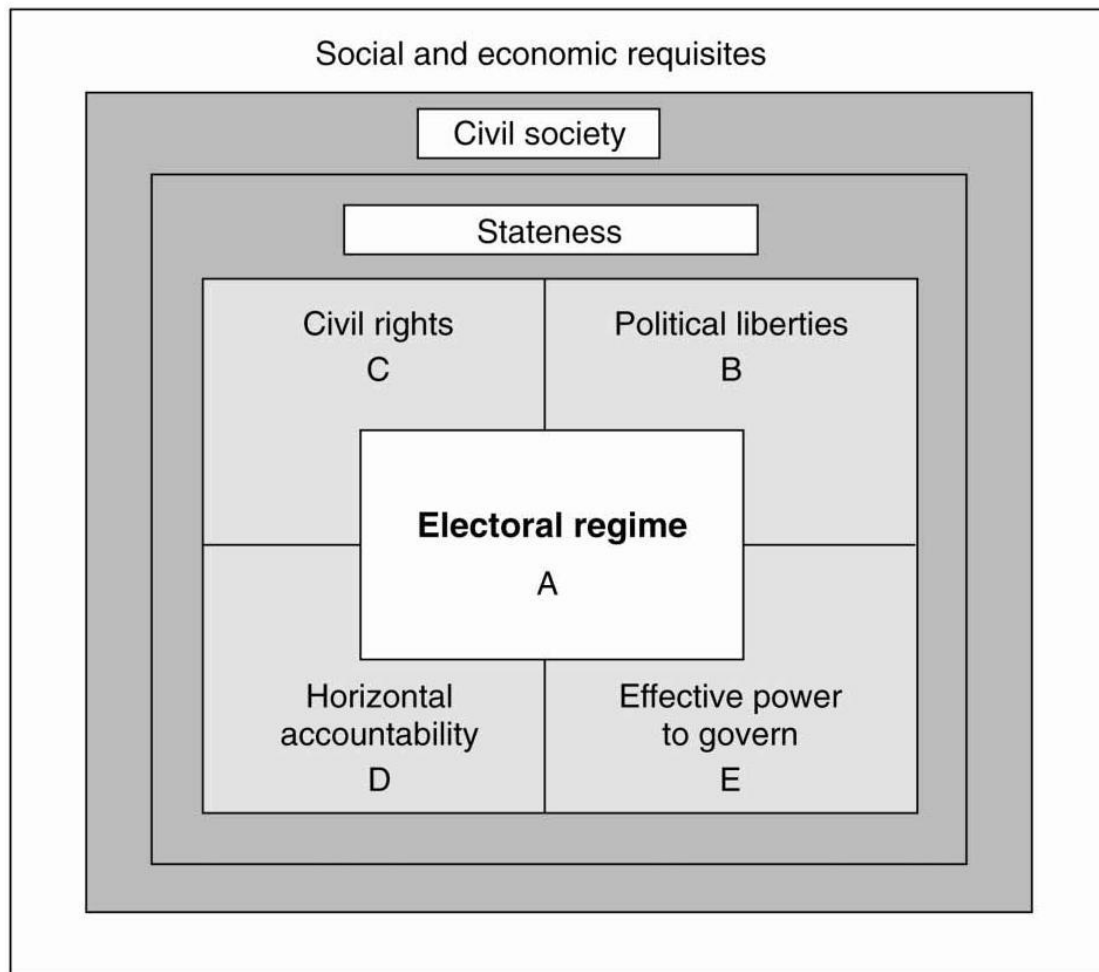 Social and economic requisites
Civil society
Stateness
Civil rights
C
Political liberties
B
Electoral regime
A
Horizontal
accountability
D
Effective power
to govern
E